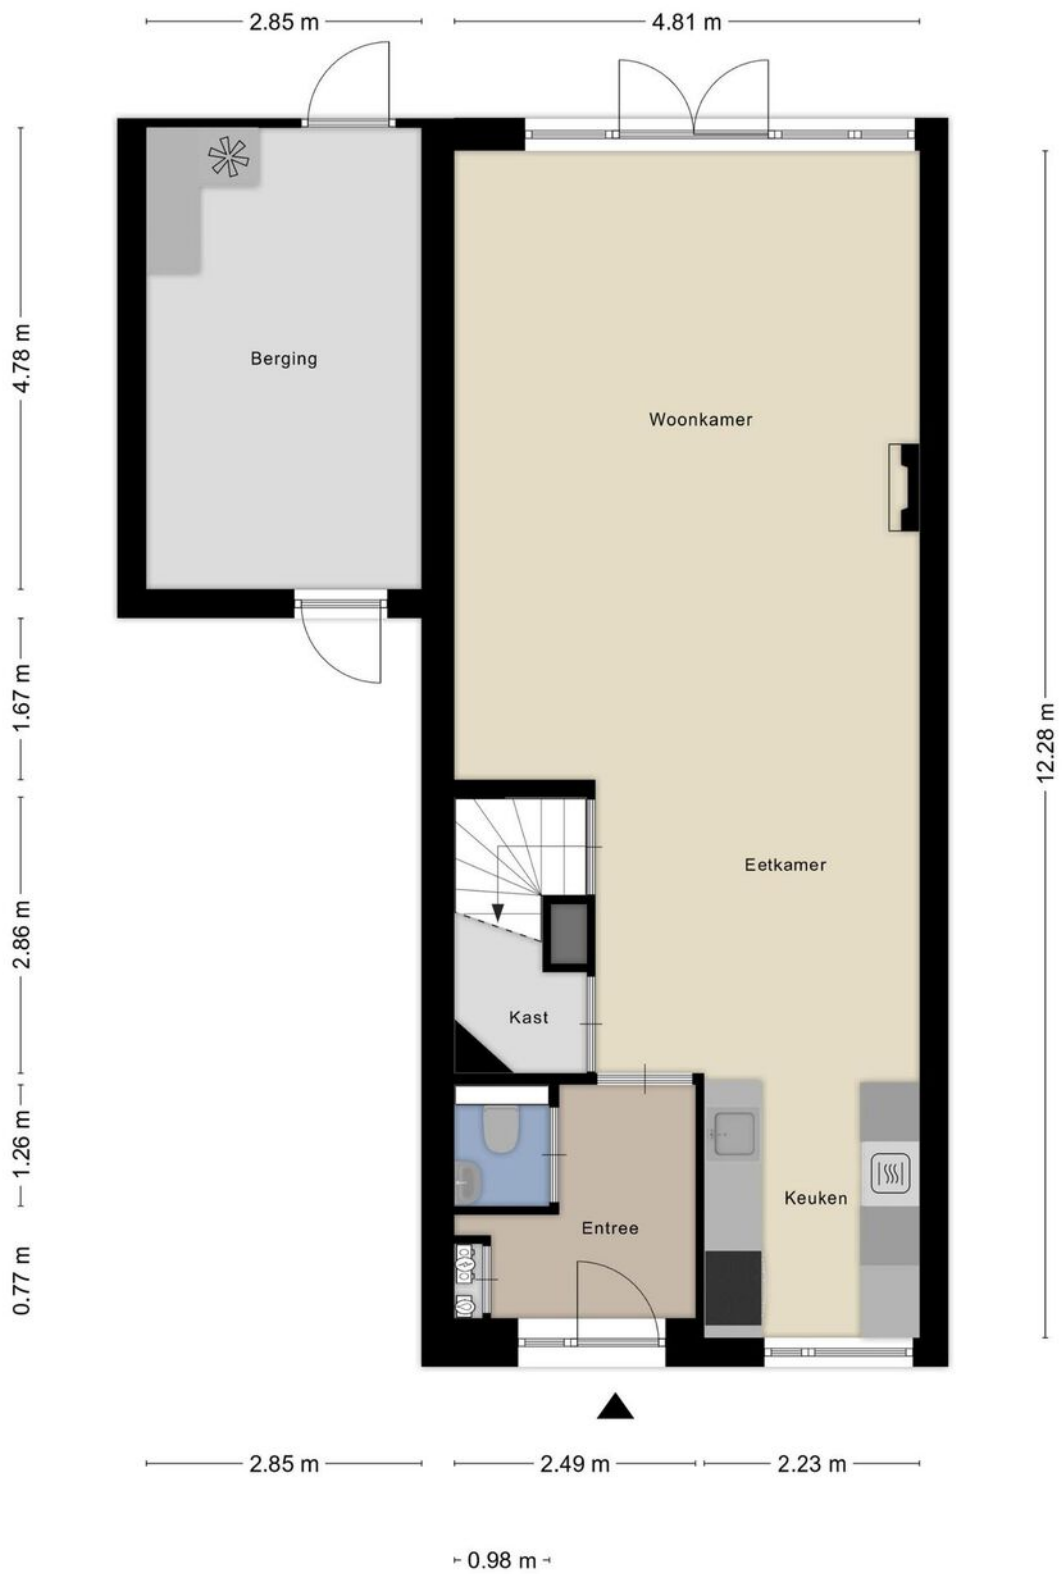 2.85 m
4.81 m
4.78 m
Berging
Woonkamer
1.67 m
12.28 m
Eetkamer
2.86 m
Kast
1.26 m
Keuken
Entree
0.77 m
2.85 m
2.49 m
2.23 m
0.98 m